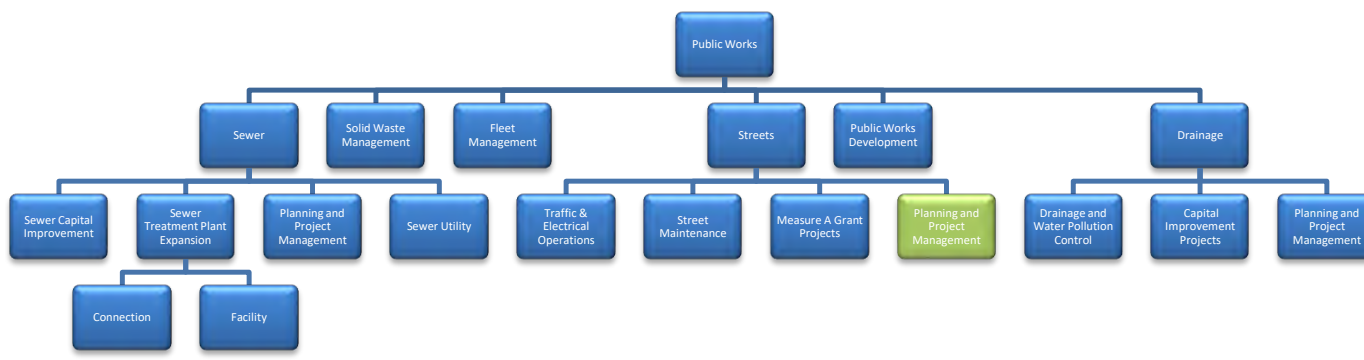 Public Works
Sewer
Solid Waste
Management
Fleet
Management
Streets
Public Works
Development
Drainage
Sewer Capital
Improvement
Sewer
Treatment Plant
Expansion
Planning and
Project
Management
Sewer Utility
Traffic &
Electrical
Operations
Street
Maintenance
Measure A Grant
Projects
Planning and
Project
Management
Drainage and
Water Pollution
Control
Capital
Improvement
Projects
Planning and
Project
Management
Connection
Facility